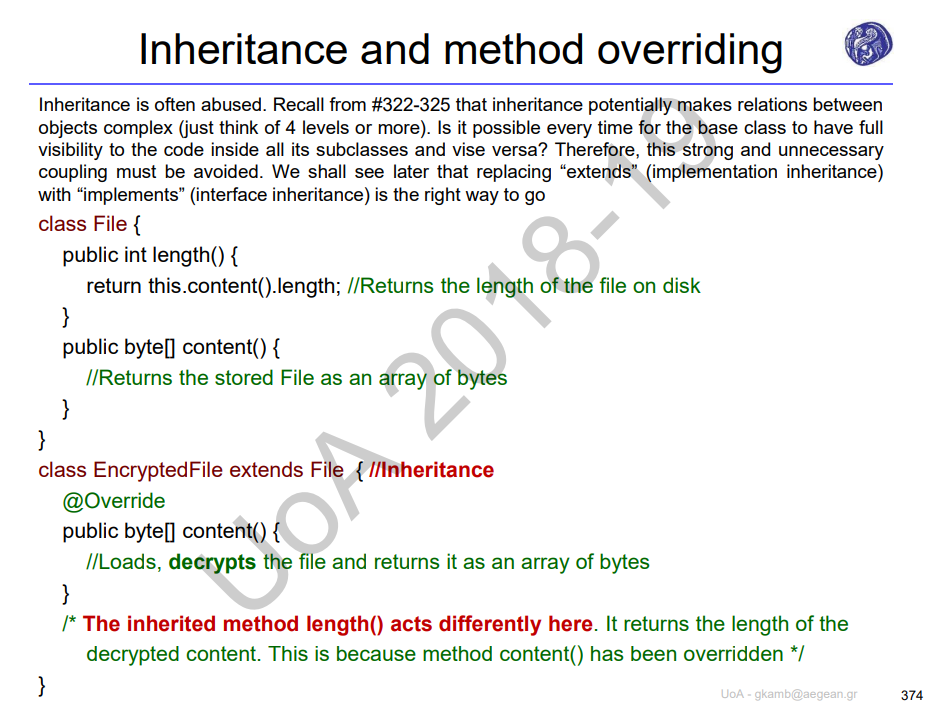 Inheritance and method overriding
Inheritance is often abused. Recall from #322-325 that inheritance potentially makes relations between
objects complex (just think of 4 levels or more). Is it possible every time for the base class to have full
visibility to the code inside all its subclasses and vise versa? Therefore, this strong and unnecessary
coupling must be avoided. We shall see later that replacing “extends” (implementation inheritance)
with “implements” (interface inheritance) is the right way to go
class File {
public int length() {
return this.content().length; //Returns the length of the file on disk
}
public byte[] content() {
//Returns the stored File as an array of bytes
}
}
class EncryptedFile extends File { //Inheritance
@Override
public byte[] content() {
//Loads, decrypts the file and returns it as an array of bytes
}
/* The inherited method length() acts differently here. It returns the length of the
decrypted content. This is because method content() has been overridden */
}
UoA 2018-19
UoA - gkamb@aegean.gr
374